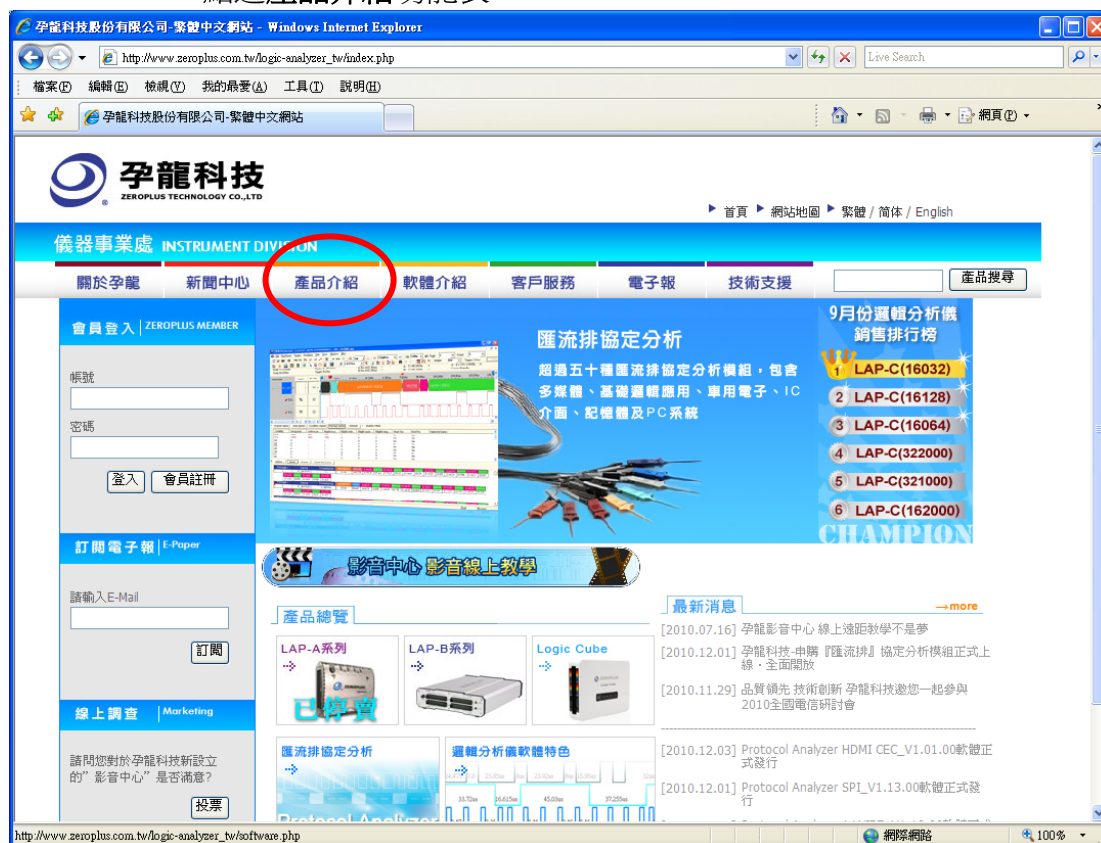 孕龍科技股份有限公司-繁體中文網站 - Windows Internet Explorer
http://www.zeroplus.com.tw/logic-analyzer_tw/index.php
Live Search
檔案(F) 編輯(E) 檢視(V) 我的最愛(A) 工具(T) 說明(H)
孕龍科技股份有限公司-繁體中文網站
網頁(P)
孕龍科技
ZEROPLUS TECHNOLOGY CO.,LTD
首頁 網站地圖 繁體 / 简体 / English
儀器事業處 INSTRUMENT DIVISION
關於孕龍 新聞中心 產品介紹 軟體介紹 客戶服務 電子報 技術支援 產品搜尋
會員登入 ZEROPLUS MEMBER
帳號
密碼
登入 會員註冊
匯流排協定分析
超過五十種匯流排協定分析模組，包含
多媒體、基礎邏輯應用、車用電子、IC
介面、記憶體及PC系統
9月份邏輯分析儀
銷售排行榜
1 LAP-C(16032)
2 LAP-C(16128)
3 LAP-C(16064)
4 LAP-C(322000)
5 LAP-C(321000)
6 LAP-C(162000)
CHAMPION
訂閱電子報 E-Paper
請輸入E-Mail
訂閱
影音中心 影音線上教學
產品總覽
LAP-A系列
已停賣
LAP-B系列
Logic Cube
最新消息 →more
[2010.07.16] 孕龍影音中心 線上遠距教學不是夢
[2010.12.01] 孕龍科技-申購『匯流排』協定分析模組正式上
線‧全面開放
[2010.11.29] 品質領先 技術創新 孕龍科技邀您一起參與
2010全國電信研討會
[2010.12.03] Protocol Analyzer HDMI CEC_V1.01.00軟體正
式發行
[2010.12.01] Protocol Analyzer SPI_V1.13.00軟體正式發
行
線上調查 Marketing
請問您對於孕龍科技新設立
的”影音中心”是否滿意?
投票
匯流排協定分析
Protocol Analyzer
邏輯分析儀軟體特色
33.72us 16.615us 45.03us 57.255us
http://www.zeroplus.com.tw/logic-analyzer_tw/software.php
網際網路
100%